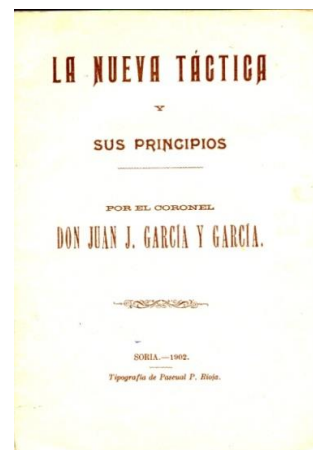 LA NUEVA TÁCTICA
Y
SUS PRINCIPIOS
POR EL CORONEL
DON JUAN J. GARCÍA Y GARCÍA.
SORIA.—1902.
Tipografía de Pascual P. Rioja.